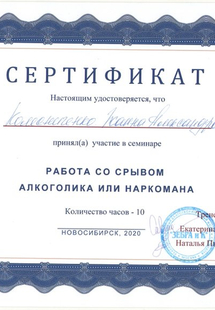 СЕРТИФИКАТ
Настоящим удостоверяется, что
принял(а) участие в семинаре
РАБОТА СО СРЫВОМ
АЛКОГОЛИКА ИЛИ НАРКОМАНА
Количество часов - 10
Трен
НОВОСИБИРСК, 2020
Екатерина
Наталья